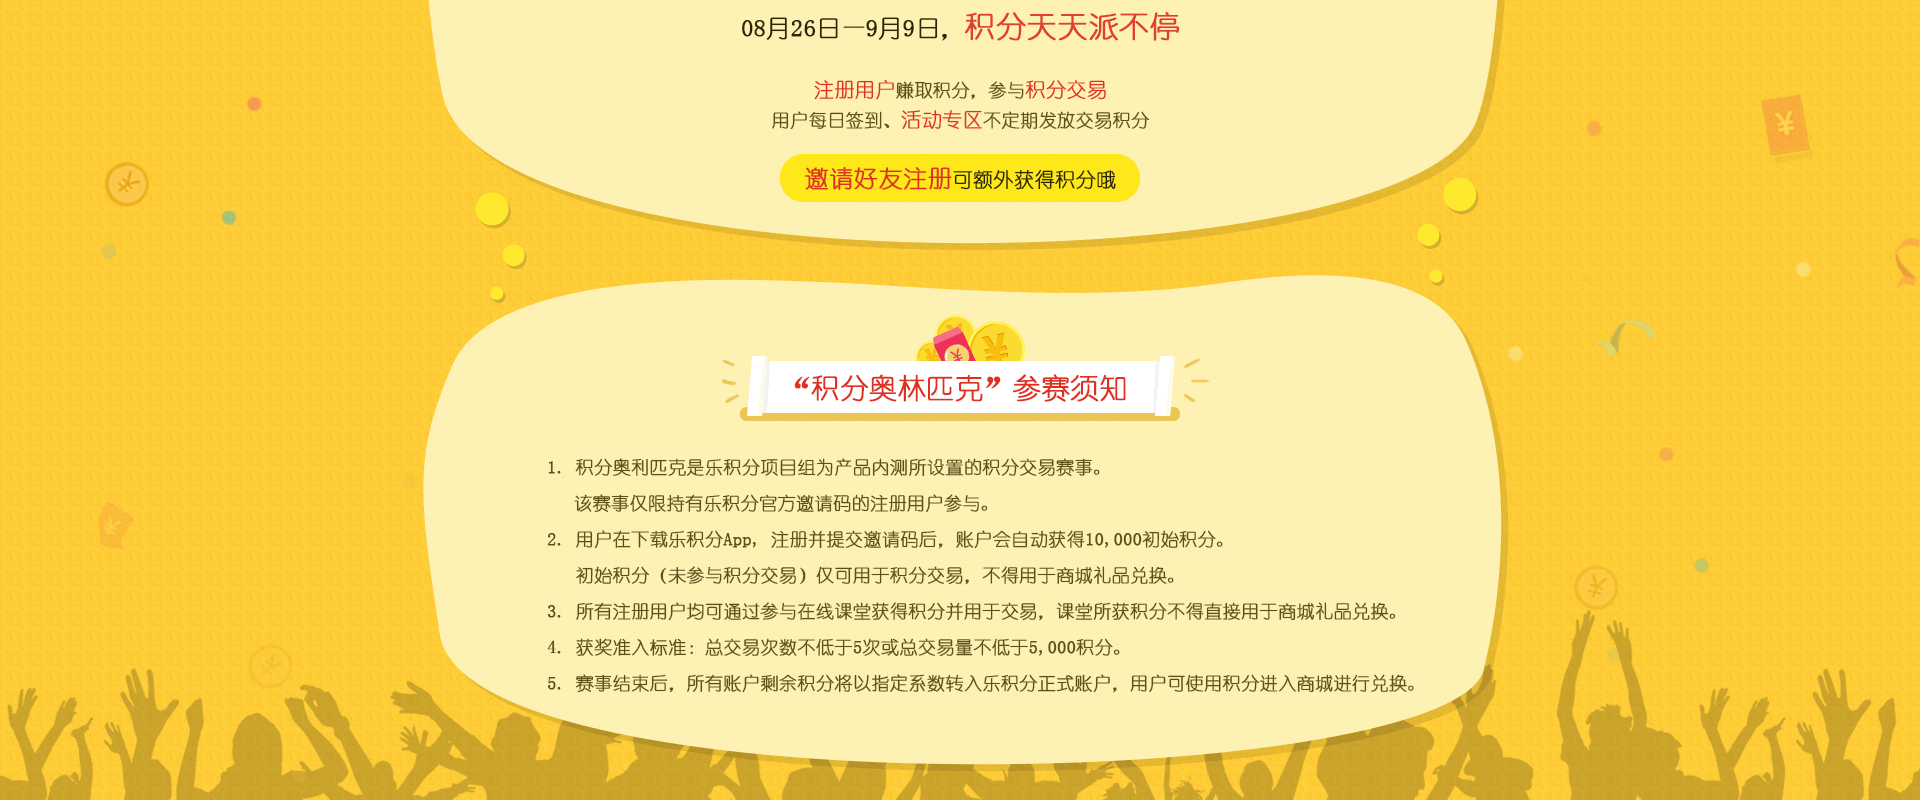 08月26日一9月9日，积分天天派不停
注册用户赚取积分，参与积分交易
用户每日签到、活动专区不定期发放交易积分
邀请好友注册可额外获得积分哦
“积分奥林匹克”参赛须知
1. 积分奥利匹克是乐积分项目组为产品内测所设置的积分交易赛事。
该赛事仅限持有乐积分官方邀请码的注册用户参与。
2. 用户在下载乐积分App, 注册并提交邀请码后，账户会自动获得10,000初始积分。
初始积分（未参与积分交易）仅可用于积分交易，不得用于商城礼品兑换。
3. 所有注册用户均可通过参与在线课堂获得积分并用于交易，课堂所获积分不得直接用于商城礼品兑换。
4. 获奖准入标准：总交易次数不低于5次或总交易量不低于5,000积分。
5. 赛事结束后，所有账户剩余积分将以指定系数转入乐积分正式账户，用户可使用积分进入商城进行兑换。